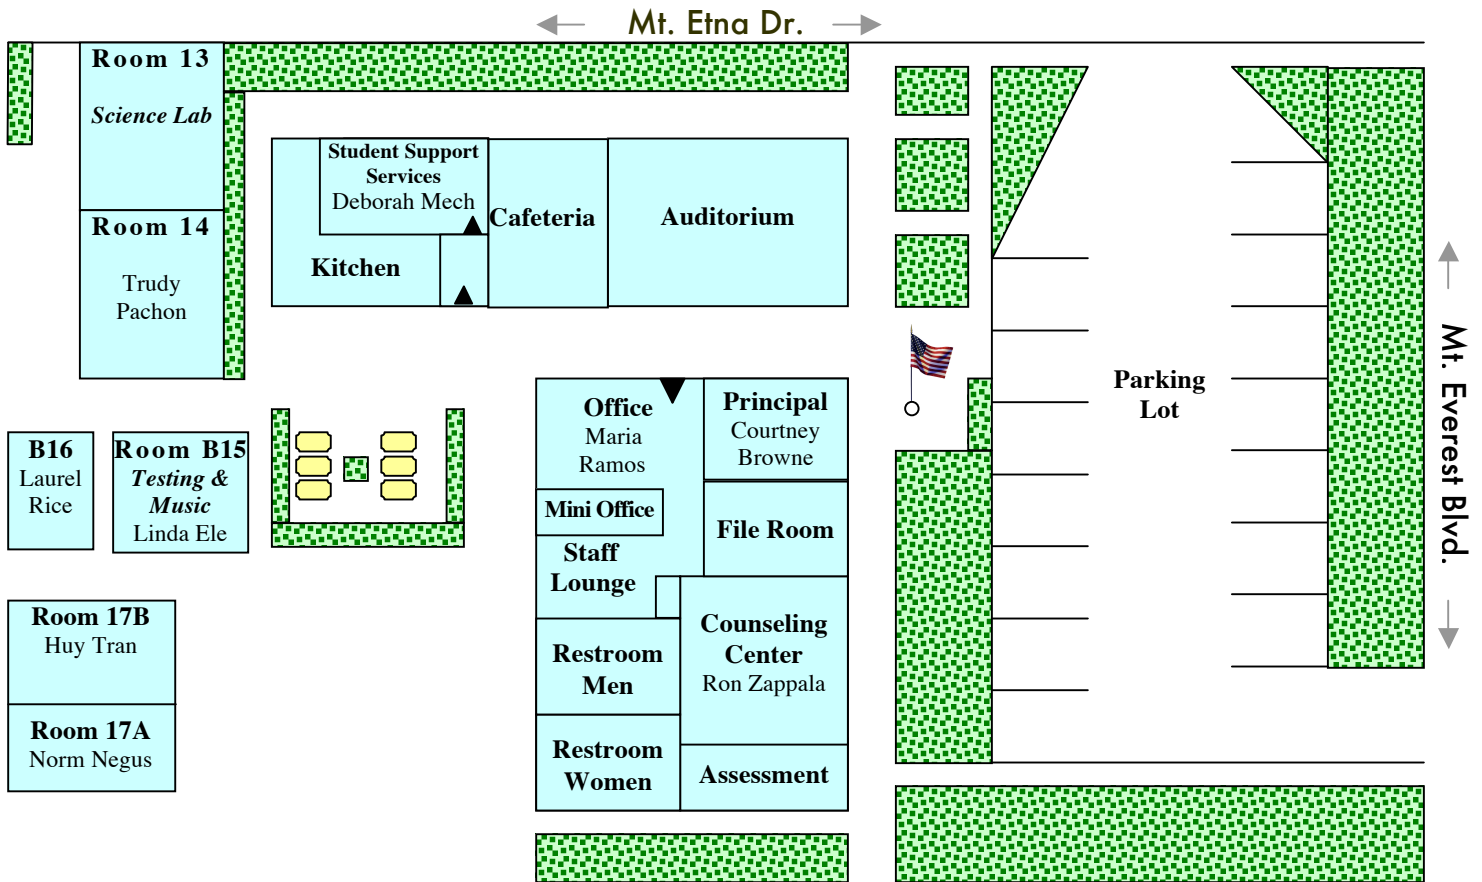 Mt. Etna Dr.
Room 13
Science Lab
Room 14
Trudy
Pachon
Student Support
Services
Deborah Mech
Kitchen
Cafeteria
Auditorium
Parking
Lot
Mt. Everest Blvd.
B16
Laurel
Rice
Room B15
Testing &
Music
Linda Ele
Office
Maria
Ramos
Principal
Courtney
Browne
Mini Office
File Room
Staff
Lounge
Room 17B
Huy Tran
Room 17A
Norm Negus
Restroom
Men
Counseling
Center
Ron Zappala
Restroom
Women
Assessment